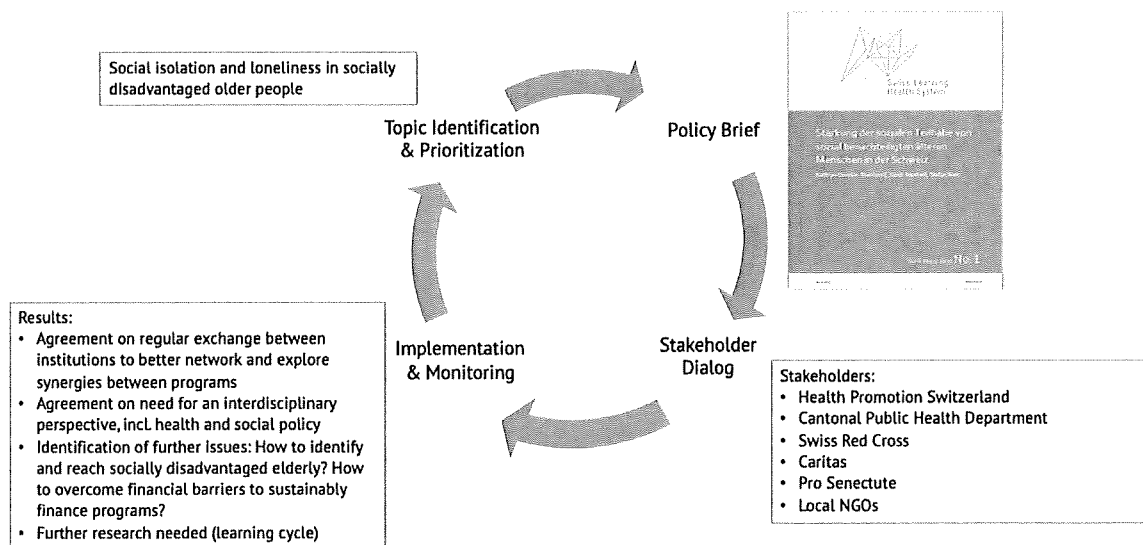 Social isolation and loneliness in socially
disadvantaged older people
Topic Identification
& Prioritization
Policy Brief
Swiss Learning
Health System
Stärkung der sozialen Teilhabe von
sozial benachteiligten älteren
Menschen in der Schweiz
No. 1
Stakeholder
Dialog
Stakeholders:
• Health Promotion Switzerland
• Cantonal Public Health Department
• Swiss Red Cross
• Caritas
• Pro Senectute
• Local NGOs
Implementation
& Monitoring
Results:
• Agreement on regular exchange between
institutions to better network and explore
synergies between programs
• Agreement on need for an interdisciplinary
perspective, incl. health and social policy
• Identification of further issues: How to identify
and reach socially disadvantaged elderly? How
to overcome financial barriers to sustainably
finance programs?
• Further research needed (learning cycle)